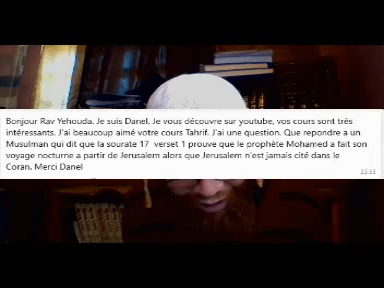 Bonjour Rav Yehouda. Je suis Danel. Je vous découvre sur youtube, vos cours sont très
intéressants. J'ai beaucoup aimé votre cours Tahrif. J'ai une question. Que repondre a un
Musulman qui dit que la sourate 17 verset 1 prouve que le prophète Mohamed a fait son
voyage nocturne a partir de Jerusalem alors que Jerusalem n'est jamais cité dans le
Coran. Merci Danel
23:53